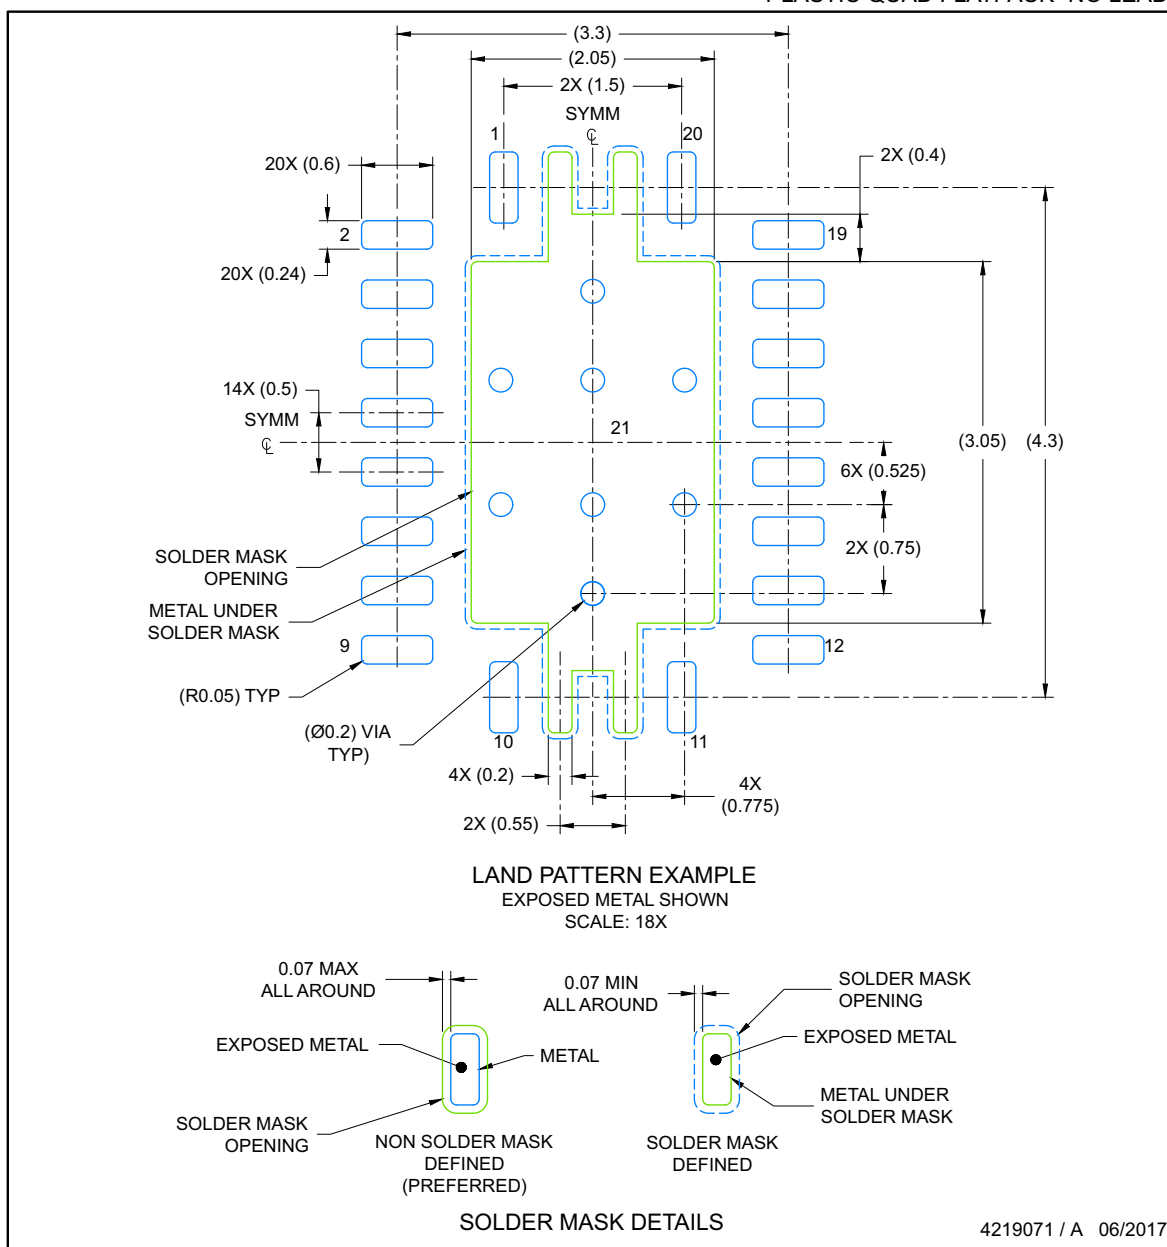 (3.3)
(2.05)
2X (1.5)
SYMM
℄
1
20
20X (0.6)
2X (0.4)
2
19
20X (0.24)
14X (0.5)
SYMM
℄
21
(3.05)
(4.3)
6X (0.525)
2X (0.75)
SOLDER MASK
OPENING
METAL UNDER
SOLDER MASK
9
12
(R0.05) TYP
(Ø0.2) VIA
TYP)
10
11
4X (0.2)
4X
(0.775)
2X (0.55)
LAND PATTERN EXAMPLE
EXPOSED METAL SHOWN
SCALE: 18X
0.07 MAX
ALL AROUND
0.07 MIN
ALL AROUND
SOLDER MASK
OPENING
EXPOSED METAL
METAL
EXPOSED METAL
SOLDER MASK
OPENING
METAL UNDER
SOLDER MASK
NON SOLDER MASK
DEFINED
(PREFERRED)
SOLDER MASK
DEFINED
SOLDER MASK DETAILS
4219071 / A 06/2017